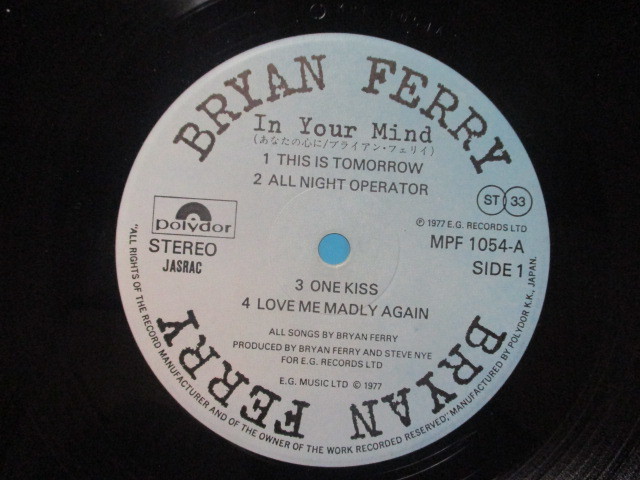 BRYAN FERRY
In Your Mind
(あなたの心に/ブライアン・フェリイ)
1 THIS IS TOMORROW
2 ALL NIGHT OPERATOR
polydor
STEREO
JASRAC
ST 33
℗ 1977 E.G. RECORDS LTD
MPF 1054-A
SIDE 1
3 ONE KISS
4 LOVE ME MADLY AGAIN
ALL SONGS BY BRYAN FERRY
PRODUCED BY BRYAN FERRY AND STEVE NYE
FOR E.G. RECORDS LTD
E.G. MUSIC LTD © 1977
BRYAN FERRY
"ALL RIGHTS OF THE RECORD MANUFACTURER AND OF THE OWNER OF THE WORK RECORDED RESERVED", MANUFACTURED BY POLYDOR K.K., JAPAN.